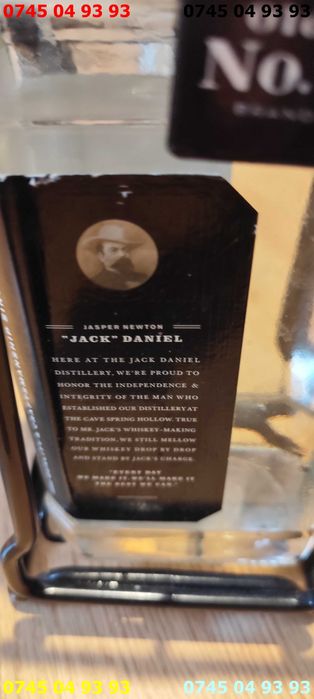 0745 04 93 93 0745 04 93 93
No.
BRAND
JASPER NEWTON
"JACK" DANIEL
HERE AT THE JACK DANIEL
DISTILLERY, WE'RE PROUD TO
HONOR THE INDEPENDENCE &
INTEGRITY OF THE MAN WHO
ESTABLISHED OUR DISTILLERY AT
THE CAVE SPRING HOLLOW. TRUE
TO MR. JACK'S WHISKEY-MAKING
TRADITION, WE STILL MELLOW
OUR WHISKEY DROP BY DROP
AND STAND BY JACK'S CHARGE,
"EVERY DAY
WE MAKE IT, WE'LL MAKE IT
THE BEST WE CAN."
0745 04 93 93 0745 04 93 93